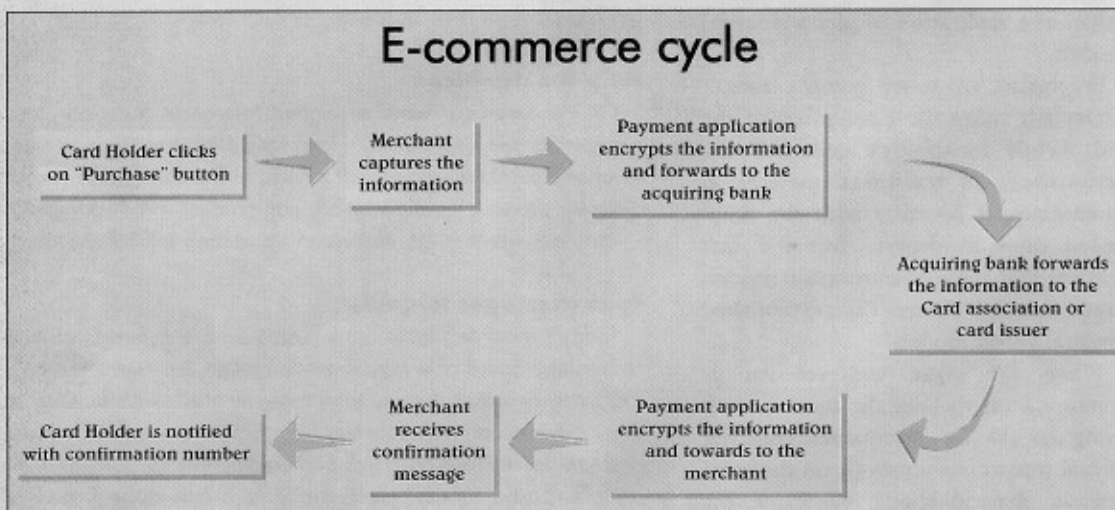 E-commerce cycle
Card Holder clicks
on “Purchase” button
Merchant
captures the
information
Payment application
encrypts the information
and forwards to the
acquiring bank
Acquiring bank forwards
the information to the
Card association or
card issuer
Payment application
encrypts the information
and towards to the
merchant
Merchant
receives
confirmation
message
Card Holder is notified
with confirmation number